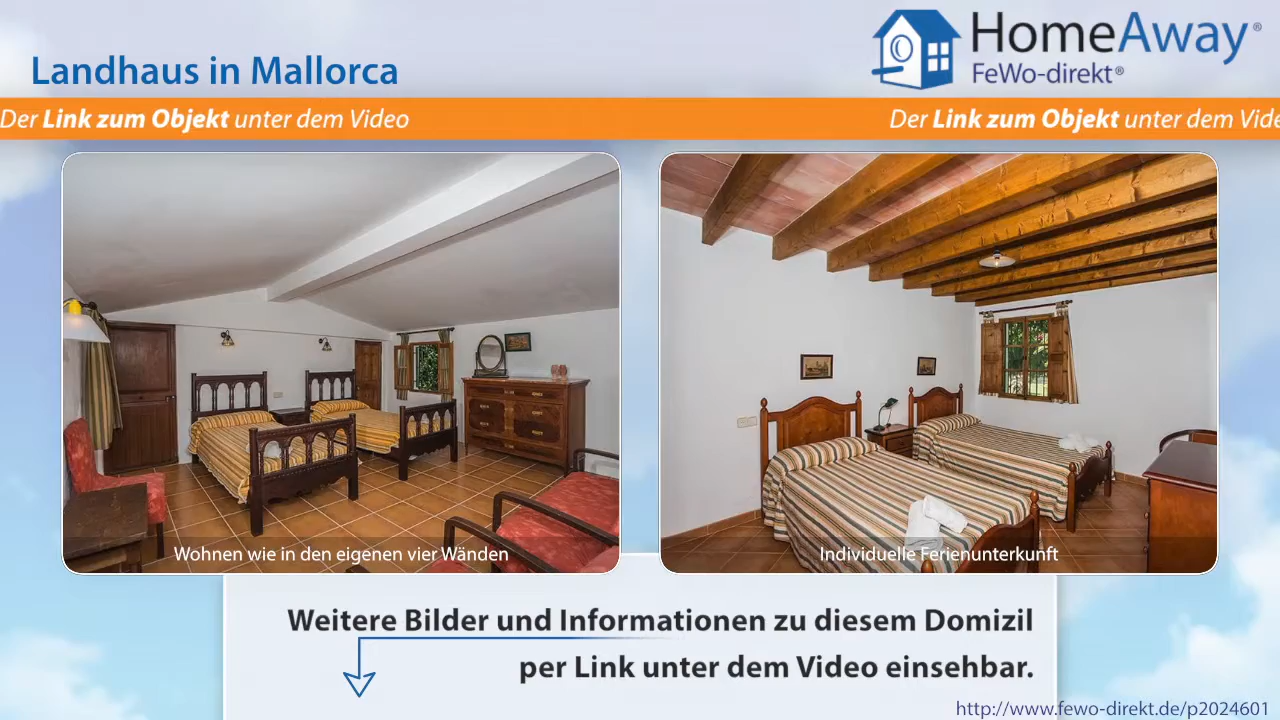 Landhaus in Mallorca
HomeAway®
FeWo-direkt®
Der Link zum Objekt unter dem Video
Der Link zum Objekt unter dem Vide
Wohnen wie in den eigenen vier Wänden
Individuelle Ferienunterkunft
Weitere Bilder und Informationen zu diesem Domizil
per Link unter dem Video einsehbar.
http://www.fewo-direkt.de/p2024601